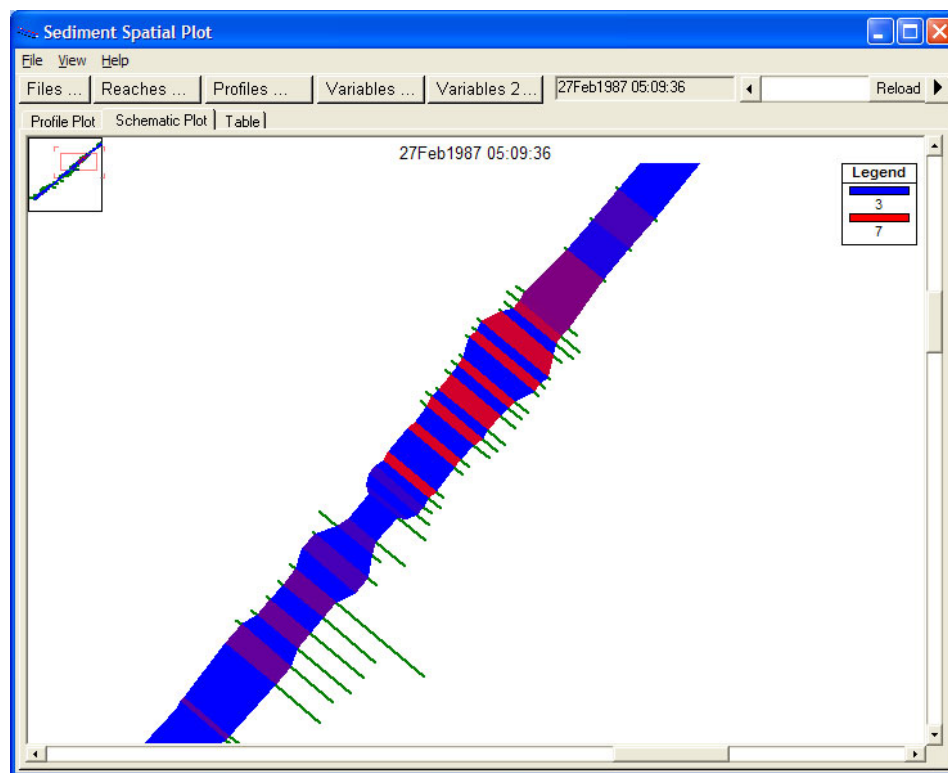 Sediment Spatial Plot
File View Help
Files ... Reaches ... Profiles ... Variables ... Variables 2... 27Feb1987 05:09:36 Reload
Profile Plot Schematic Plot Table
27Feb1987 05:09:36
Legend
3
7